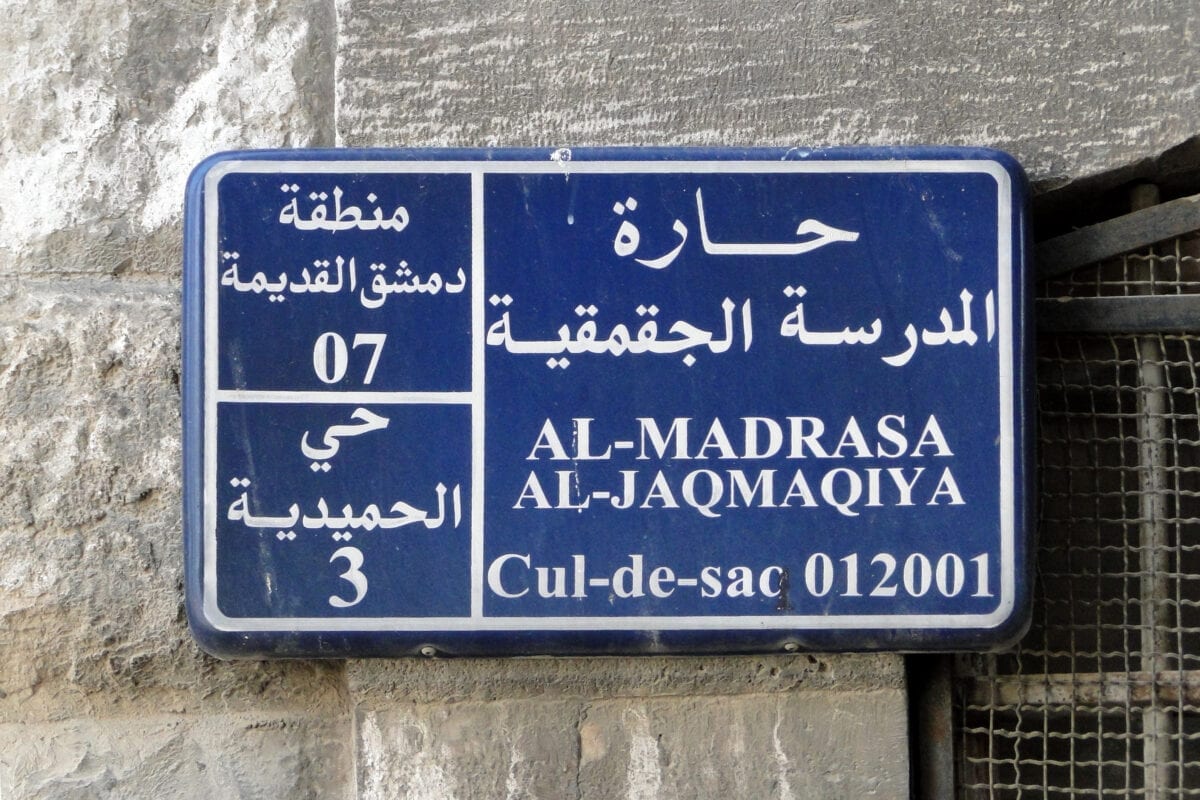 حارة
المدرسة الجقمقية
AL-MADRASA
AL-JAQMAQIYA
Cul-de-sac 012001
منطقة
دمشق القديمة
07
حي
الحميدية
3